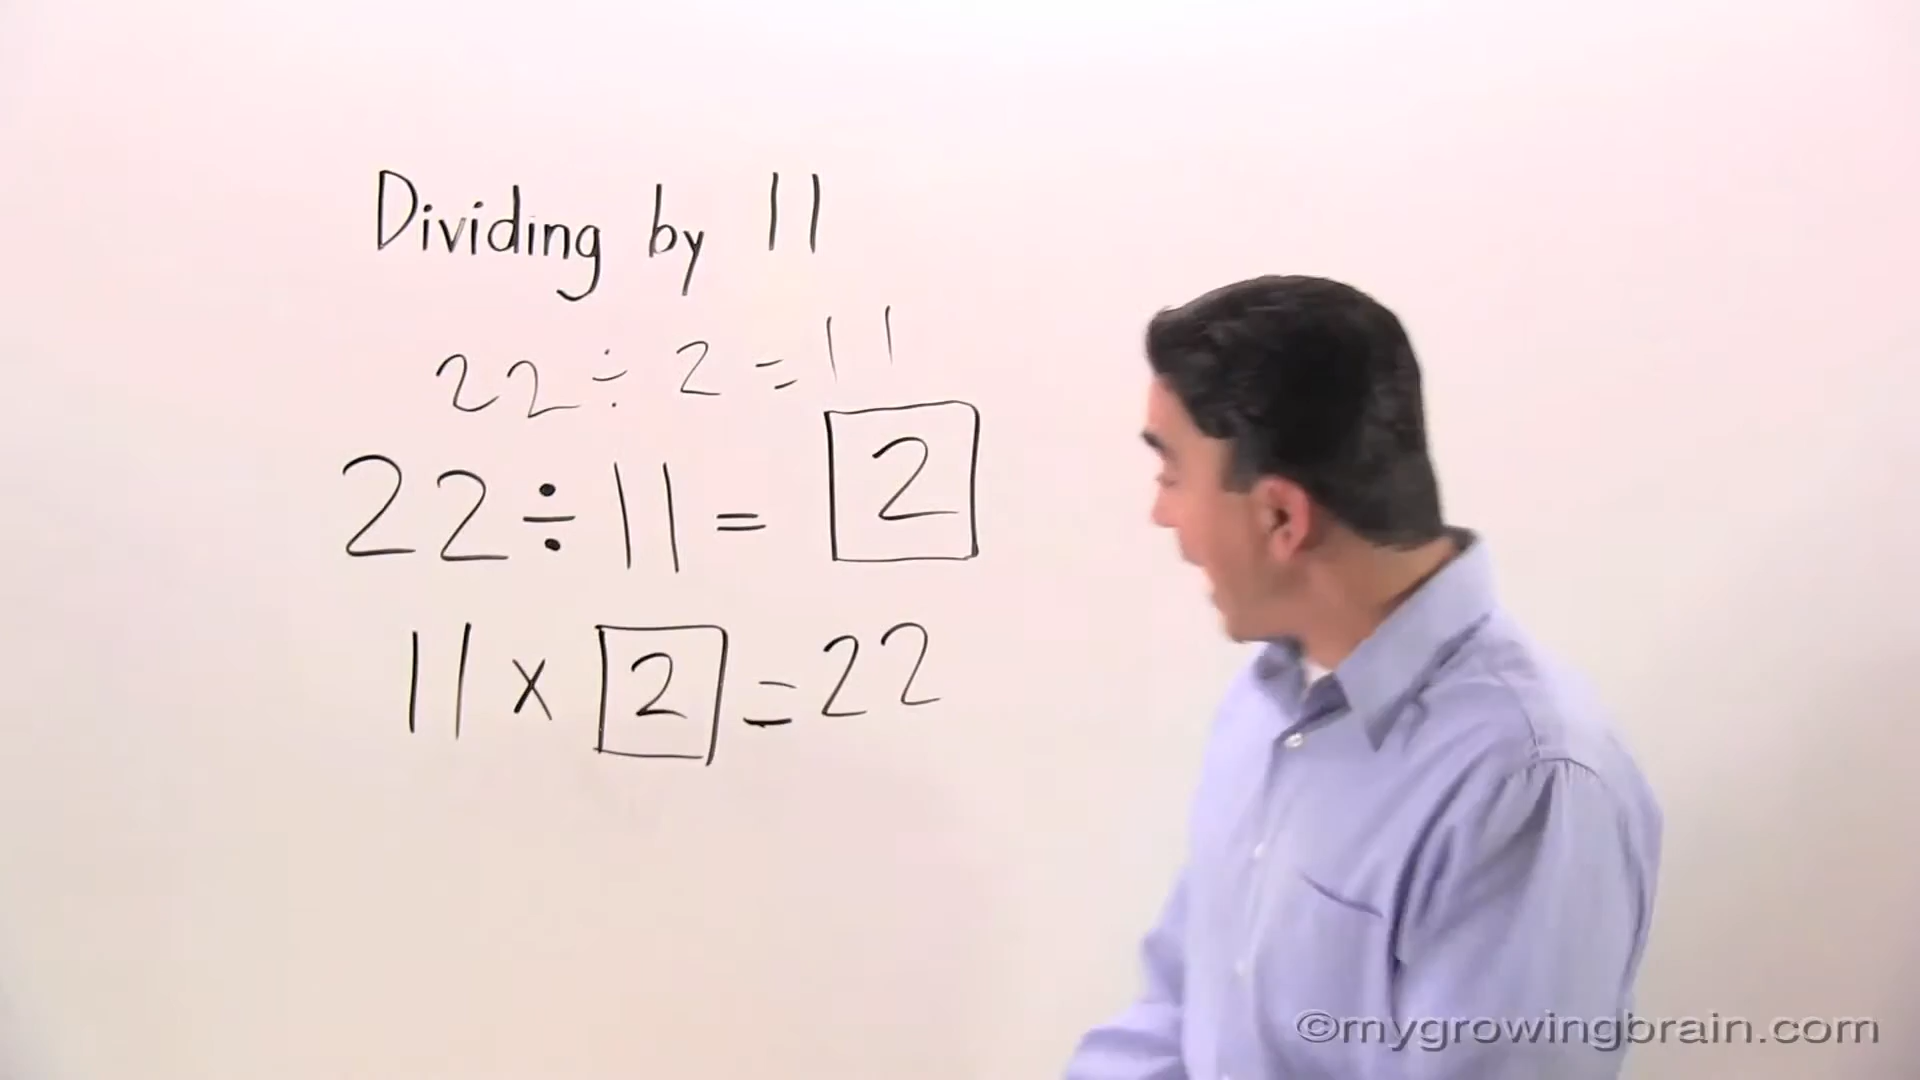 Dividing by 11
22 ÷ 2 = 11
22 ÷ 11 = 2
11 x 2 = 22
©mygrowingbrain.com